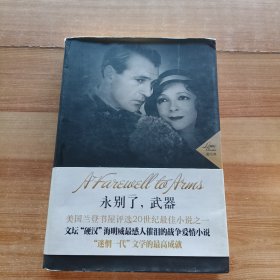 A Farewell to Arms
永别了，武器
美国兰登书屋评选20世纪最佳小说之一
文坛“硬汉”海明威最感人催泪的战争爱情小说
“迷惘一代”文学的最高成就